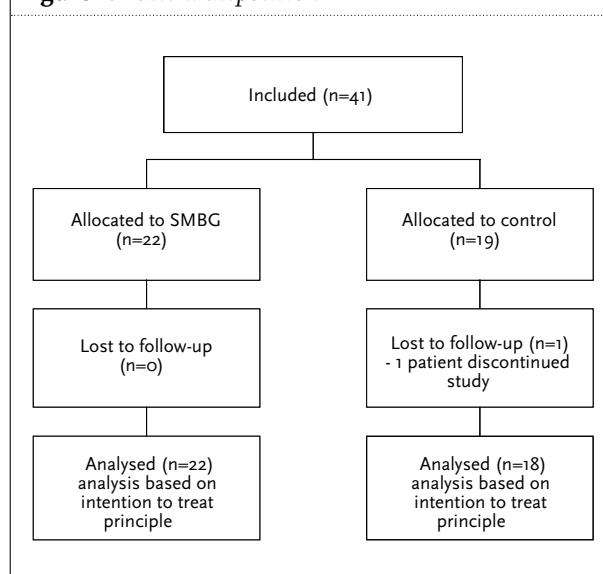 Included (n=41)
Allocated to SMBG
(n=22)
Allocated to control
(n=19)
Lost to follow-up
(n=0)
Lost to follow-up (n=1)
- 1 patient discontinued
study
Analysed (n=22)
analysis based on
intention to treat
principle
Analysed (n=18)
analysis based on
intention to treat
principle